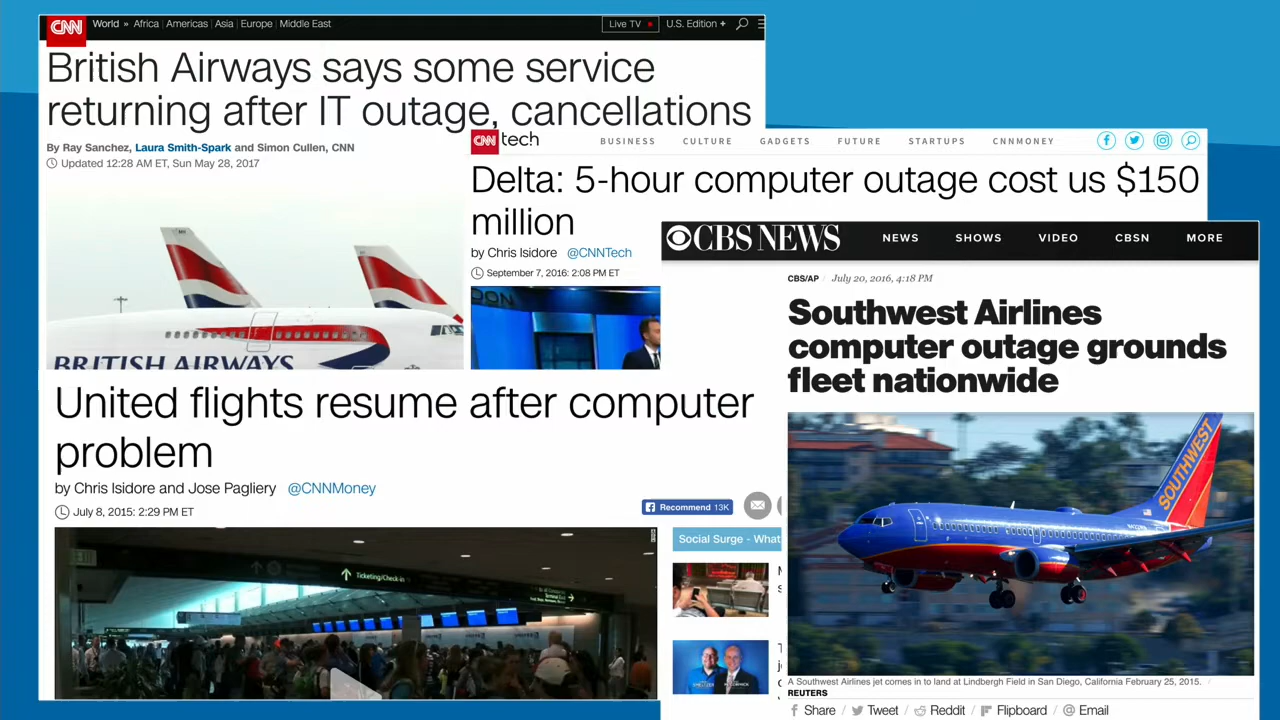 CNN World » Africa Americas Asia Europe Middle East Live TV U.S. Edition +
British Airways says some service
returning after IT outage, cancellations
By Ray Sanchez, Laura Smith-Spark and Simon Cullen, CNN
Updated 12:28 AM ET, Sun May 28, 2017
BRITISH AIRWAYS
CNN tech BUSINESS CULTURE GADGETS FUTURE STARTUPS CNNMONEY
Delta: 5-hour computer outage cost us $150
million
by Chris Isidore @CNNTech
September 7, 2016: 2:08 PM ET
CBS NEWS NEWS SHOWS VIDEO CBSN MORE
CBS/AP / July 20, 2016, 4:18 PM
Southwest Airlines
computer outage grounds
fleet nationwide
SOUTHWEST
A Southwest Airlines jet comes in to land at Lindbergh Field in San Diego, California February 25, 2015. /
REUTERS
Share / Tweet / Reddit / Flipboard / @ Email
United flights resume after computer
problem
by Chris Isidore and Jose Pagliery @CNNMoney
July 8, 2015: 2:29 PM ET
Recommend 13K
Social Surge - What
Ticketing/Check-in